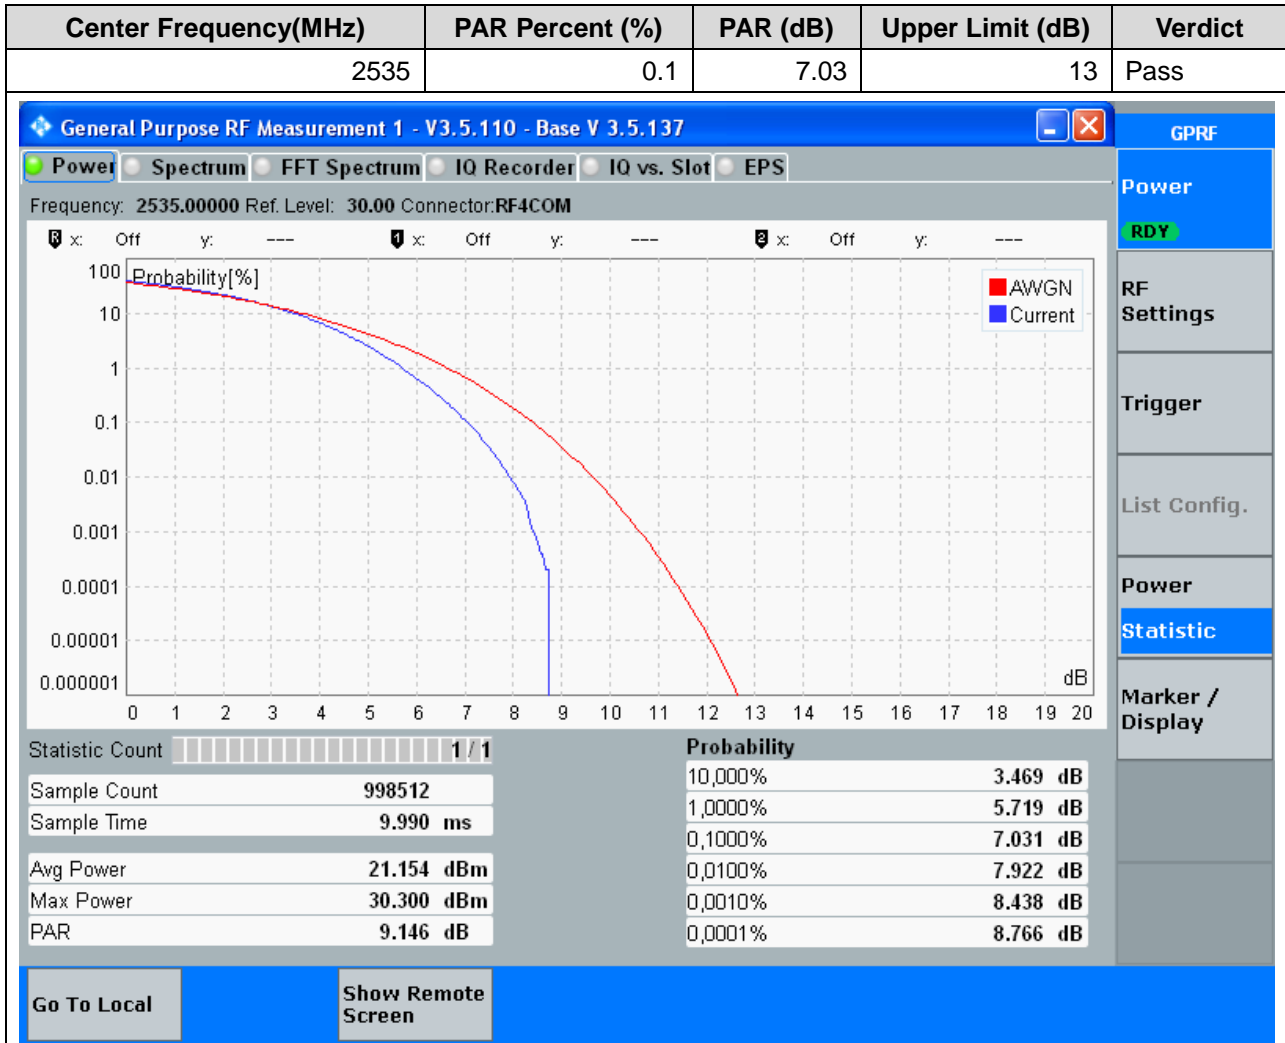 Center Frequency(MHz) PAR Percent (%) PAR (dB) Upper Limit (dB) Verdict
2535 0.1 7.03 13 Pass
General Purpose RF Measurement 1 - V3.5.110 - Base V 3.5.137
GPRF
Power Spectrum FFT Spectrum IQ Recorder IQ vs. Slot EPS
Power
RDY
Frequency: 2535.00000 Ref. Level: 30.00 Connector:RF4COM
R x: Off y: --- 1 x: Off y: --- 2 x: Off y: ---
Probability[%]
AWGN
Current
100
10
1
0.1
0.01
0.001
0.0001
0.00001
0.000001
dB
0 1 2 3 4 5 6 7 8 9 10 11 12 13 14 15 16 17 18 19 20
RF
Settings
Trigger
List Config.
Power
Statistic
Marker /
Display
Statistic Count 1 / 1
Sample Count 998512
Sample Time 9.990 ms
Avg Power 21.154 dBm
Max Power 30.300 dBm
PAR 9.146 dB
Probability
10,000% 3.469 dB
1,0000% 5.719 dB
0,1000% 7.031 dB
0,0100% 7.922 dB
0,0010% 8.438 dB
0,0001% 8.766 dB
Go To Local
Show Remote
Screen